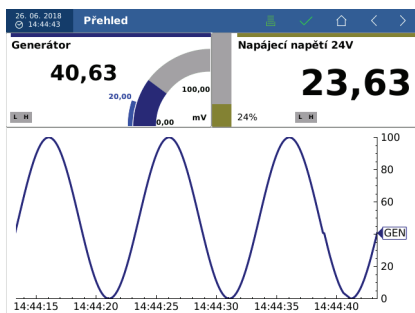 26. 06. 2018
14:44:43
Přehled
Generátor
40,63
20,00
100,00
0,00
mV
L H
Napájecí napětí 24V
23,63
24%
L H
100
80
60
GEN
20
0
14:44:15 14:44:20 14:44:25 14:44:30 14:44:35 14:44:40